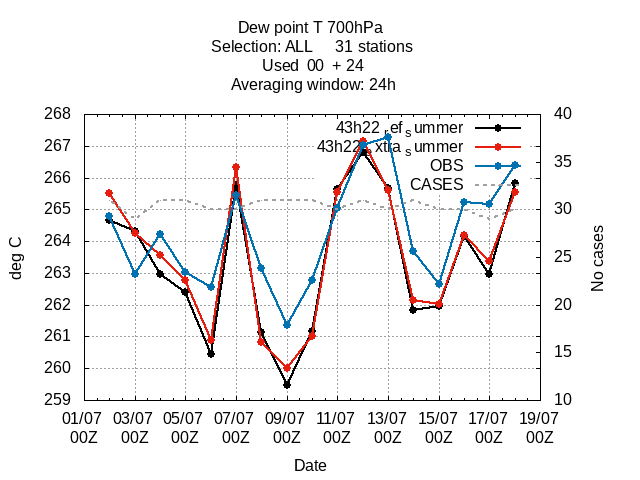 Dew point T 700hPa
Selection: ALL 31 stations
Used 00 + 24
Averaging window: 24h
268 40
43h22_refsummer
267
43h22 xtrasummer
35
OBS
266
CASES
265 30
264
deg C
263 25
No cases
262 20
261
260 15
259 10
01/07 03/07 05/07 07/07 09/07 11/07 13/07 15/07 17/07 19/07
00Z 00Z 00Z 00Z 00Z 00Z 00Z 00Z 00Z 00Z
Date